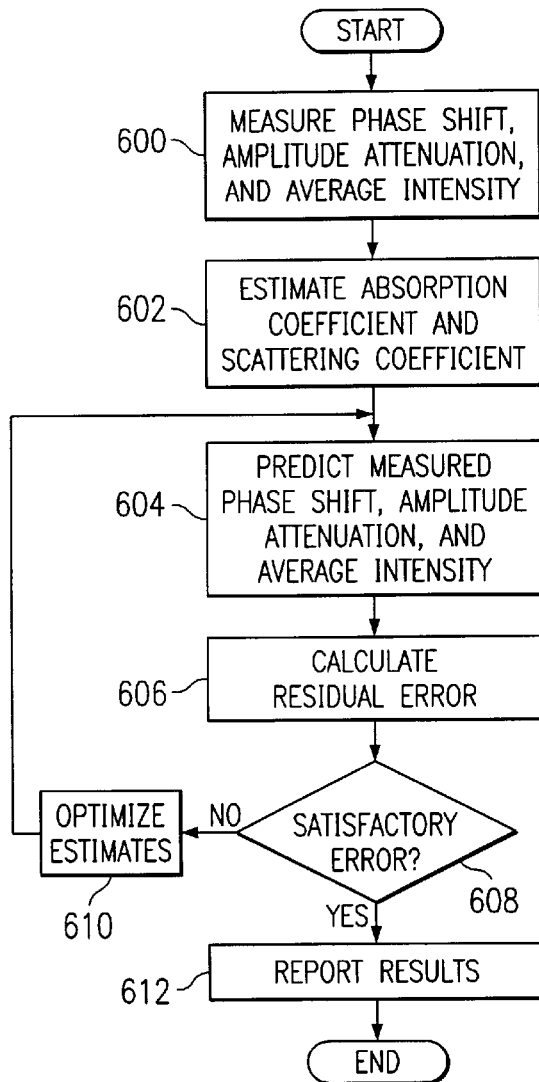 START
600
MEASURE PHASE SHIFT,
AMPLITUDE ATTENUATION,
AND AVERAGE INTENSITY
602
ESTIMATE ABSORPTION
COEFFICIENT AND
SCATTERING COEFFICIENT
604
PREDICT MEASURED
PHASE SHIFT, AMPLITUDE
ATTENUATION, AND
AVERAGE INTENSITY
606
CALCULATE
RESIDUAL ERROR
SATISFACTORY
ERROR?
608
NO
OPTIMIZE
ESTIMATES
610
YES
612
REPORT RESULTS
END